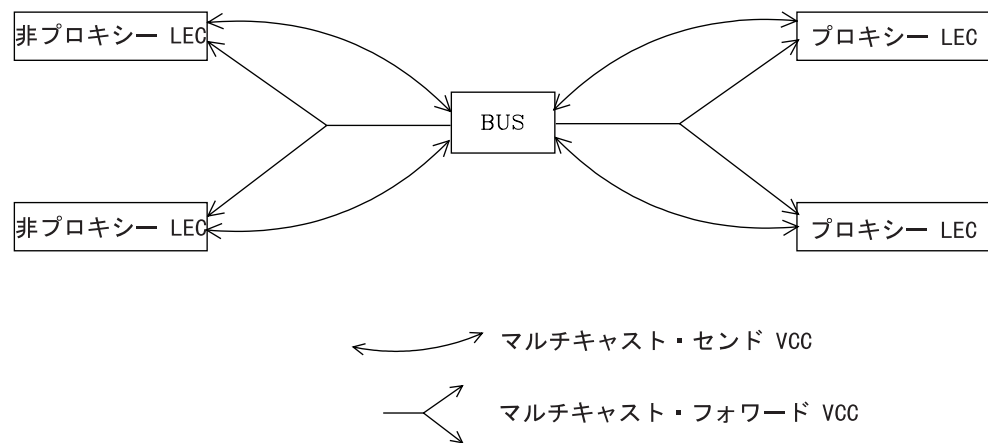 非プロキシー LEC
プロキシー LEC
BUS
非プロキシー LEC
プロキシー LEC
マルチキャスト・センド VCC
マルチキャスト・フォワード VCC